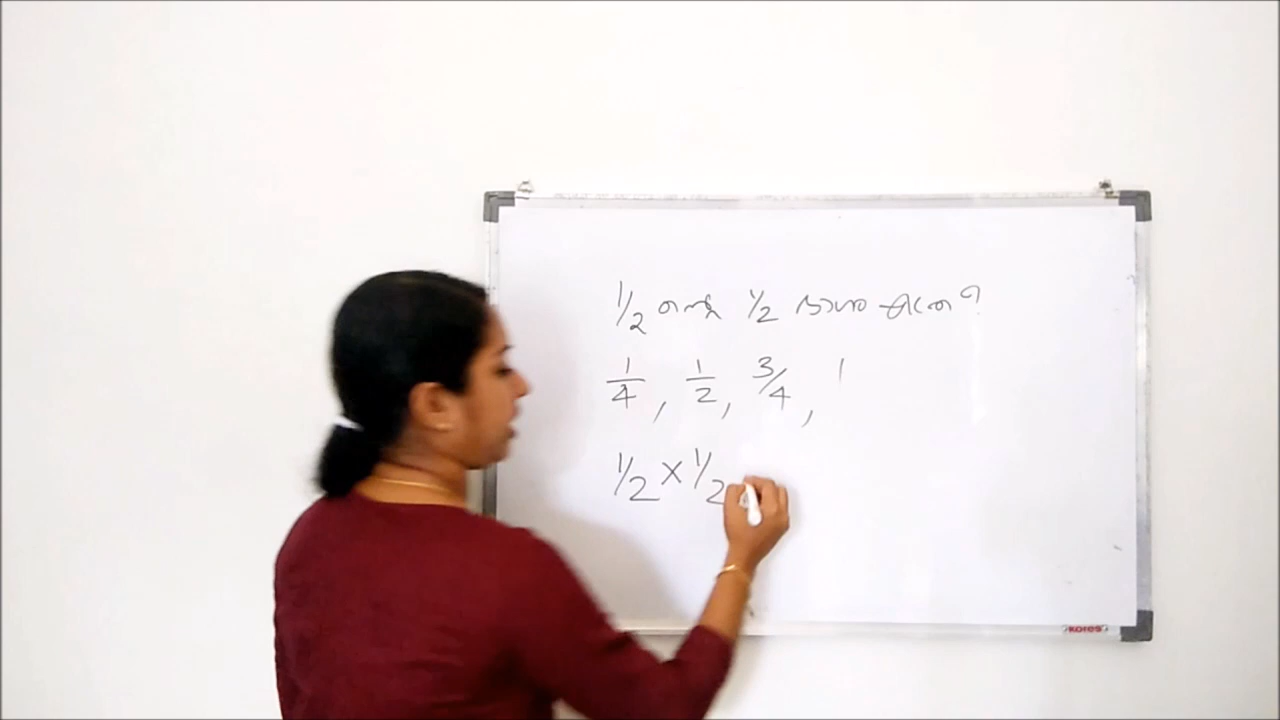 1/2 ന്റെ 1/2 ഭാഗം എത്ര?
1/4, 1/2, 3/4, 1
1/2 × 1/2
kores